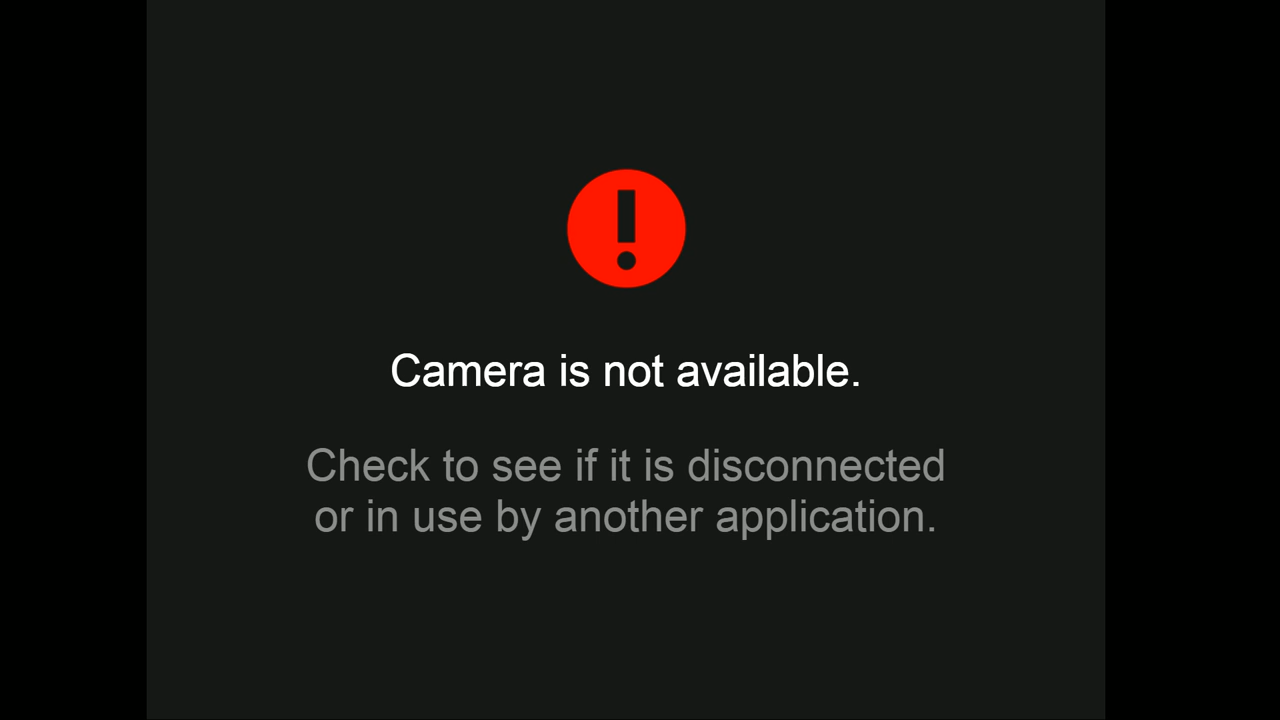 Camera is not available.
Check to see if it is disconnected
or in use by another application.